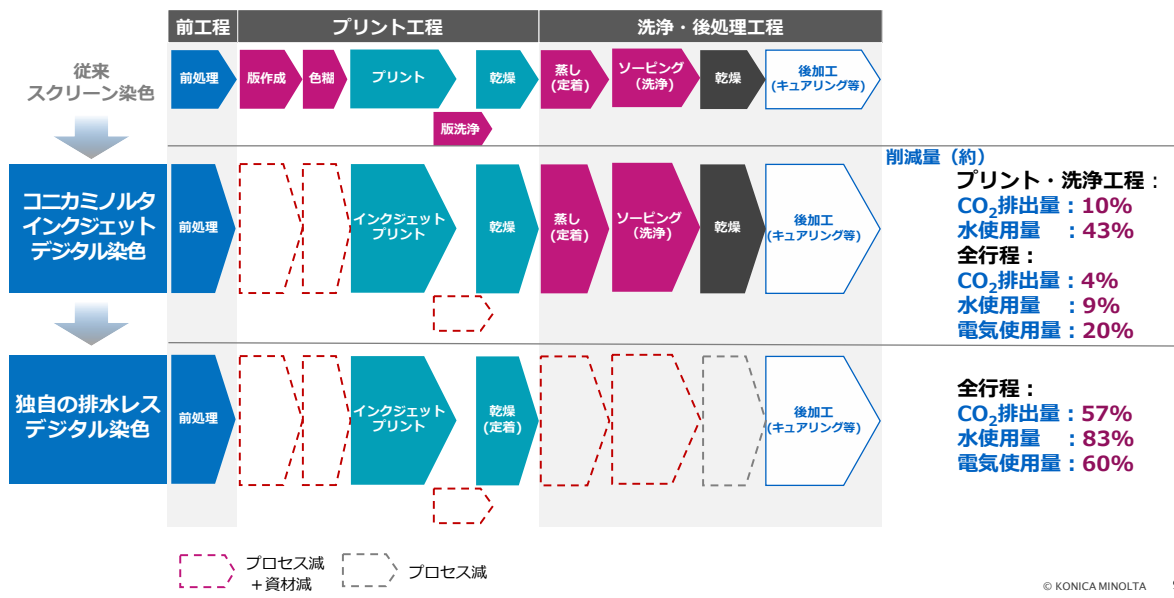 前工程
プリント工程
洗浄・後処理工程
従来
スクリーン染色
前処理
版作成
色糊
プリント
乾燥
蒸し
(定着)
ソーピング
(洗浄)
乾燥
後加工
(キュアリング等)
版洗浄
コニカミノルタ
インクジェット
デジタル染色
前処理
インクジェット
プリント
乾燥
蒸し
(定着)
ソーピング
(洗浄)
乾燥
後加工
(キュアリング等)
削減量（約）
プリント・洗浄工程：
CO₂排出量：10%
水使用量　：43%
全行程：
CO₂排出量：4%
水使用量　：9%
電気使用量：20%
独自の排水レス
デジタル染色
前処理
インクジェット
プリント
乾燥
(定着)
後加工
(キュアリング等)
全行程：
CO₂排出量：57%
水使用量　：83%
電気使用量：60%
プロセス減
＋資材減
プロセス減
© KONICA MINOLTA